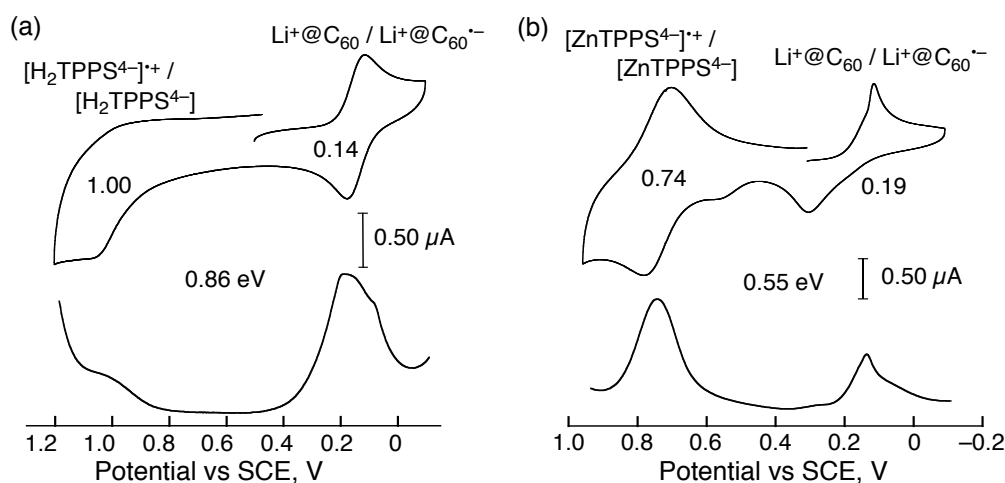 (a)
Li⁺@C₆₀ / Li⁺@C₆₀•⁻
[H₂TPPS⁴⁻]•⁺ /
[H₂TPPS⁴⁻]
0.14
1.00
0.50 μA
0.86 eV
1.2 1.0 0.8 0.6 0.4 0.2 0
Potential vs SCE, V
(b)
[ZnTPPS⁴⁻]•⁺ /
[ZnTPPS⁴⁻]
Li⁺@C₆₀ / Li⁺@C₆₀•⁻
0.74
0.19
0.55 eV
0.50 μA
1.0 0.8 0.6 0.4 0.2 0 –0.2
Potential vs SCE, V